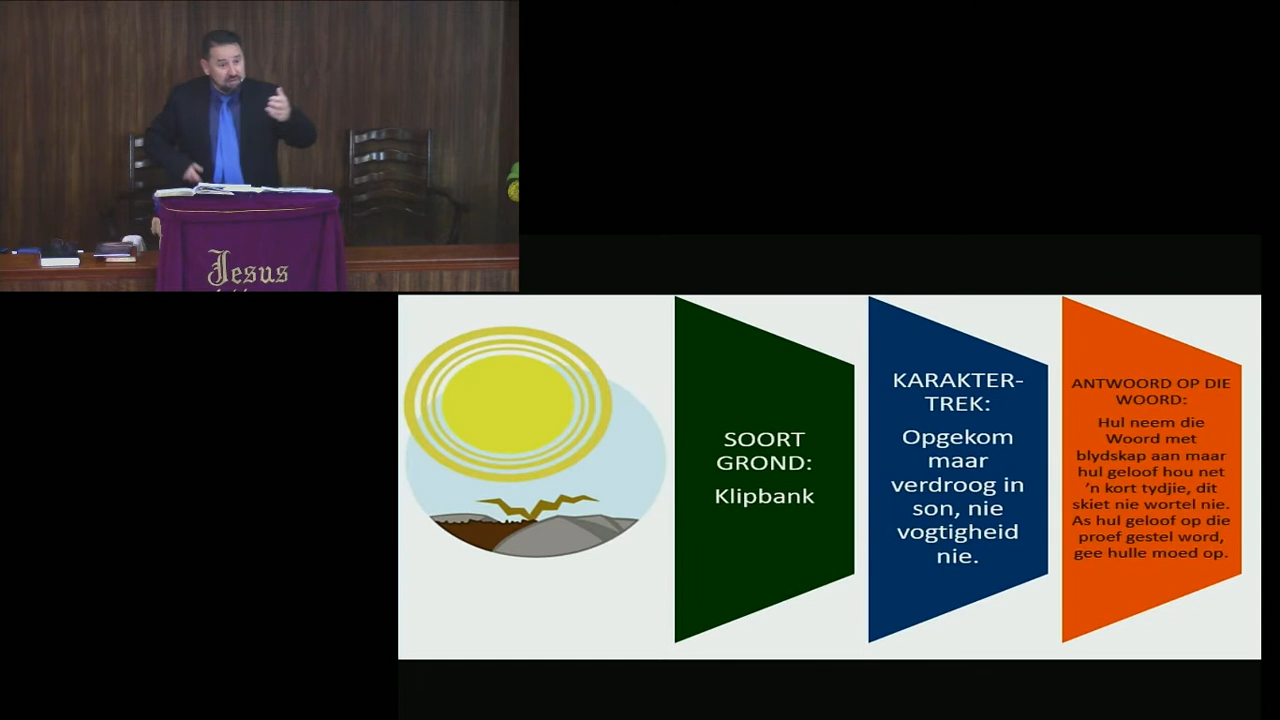 Jesus
SOORT
GROND:
Klipbank
KARAKTER-
TREK:
Opgekom
maar
verdroog in
son, nie
vogtigheid
nie.
ANTWOORD OP DIE
WOORD:
Hul neem die
Woord met
blydskap aan maar
hul geloof hou net
’n kort tydjie, dit
skiet nie wortel nie.
As hul geloof op die
proef gestel word,
gee hulle moed op.